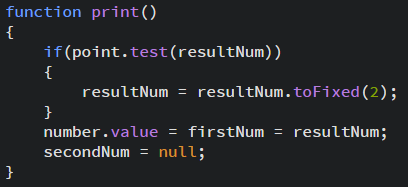 function print()
{
    if(point.test(resultNum))
    {
        resultNum = resultNum.toFixed(2);
    }
    number.value = firstNum = resultNum;
    secondNum = null;
}